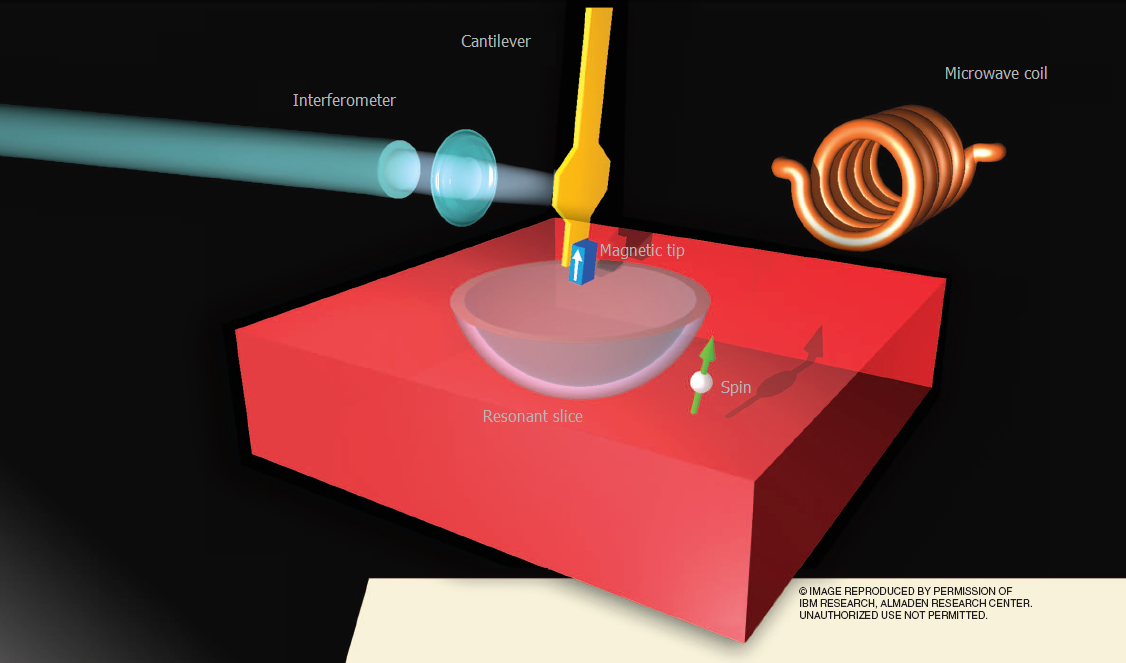 Cantilever
Microwave coil
Interferometer
Magnetic tip
Spin
Resonant slice
© IMAGE REPRODUCED BY PERMISSION OF
IBM RESEARCH, ALMADEN RESEARCH CENTER.
UNAUTHORIZED USE NOT PERMITTED.